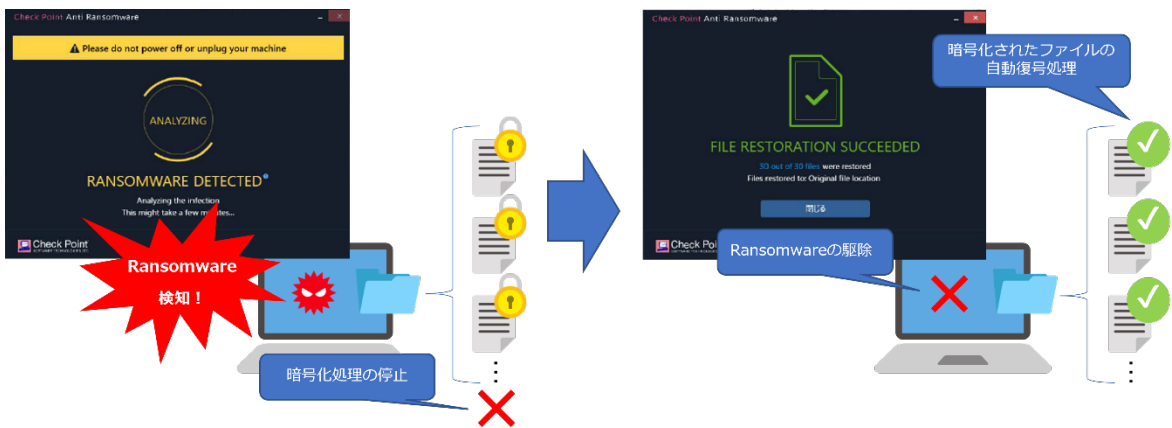 Check Point Anti Ransomware
Please do not power off or unplug your machine
ANALYZING
RANSOMWARE DETECTED
Analyzing the infection
This might take a few minutes...
Check Point
Ransomware
検知！
暗号化処理の停止
Check Point Anti Ransomware
暗号化されたファイルの
自動復号処理
FILE RESTORATION SUCCEEDED
30 out of 30 files were restored
Files restored to: Original file location
閉じる
Check Poi
Ransomwareの駆除